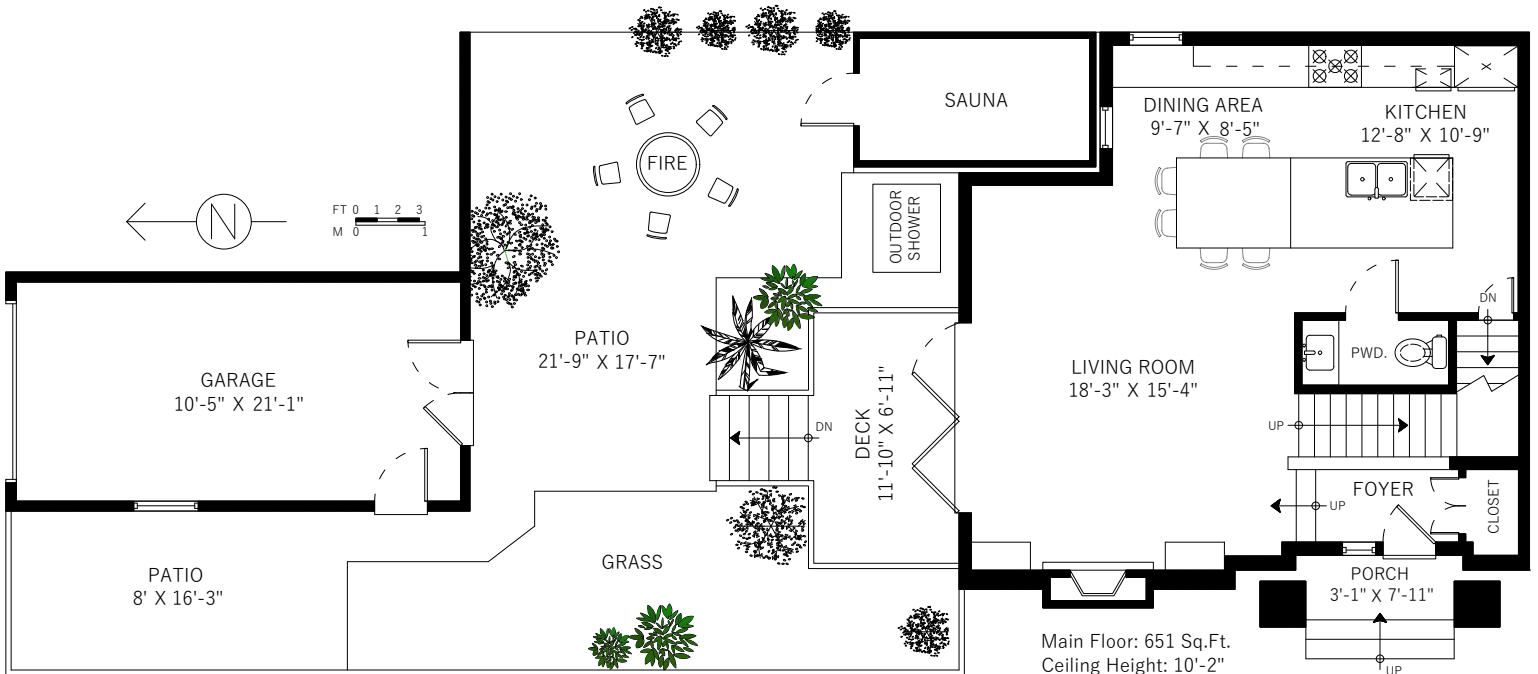 SAUNA
DINING AREA
9'-7" X 8'-5"
KITCHEN
12'-8" X 10'-9"
FIRE
N
FT 0 1 2 3
M 0 1
OUTDOOR
SHOWER
DN
PATIO
21'-9" X 17'-7"
GARAGE
10'-5" X 21'-1"
LIVING ROOM
18'-3" X 15'-4"
PWD.
DECK
11'-10" X 6'-11"
DN
UP
FOYER
UP
CLOSET
GRASS
PATIO
8' X 16'-3"
PORCH
3'-1" X 7'-11"
Main Floor: 651 Sq.Ft.
Ceiling Height: 10'-2"
UP
X